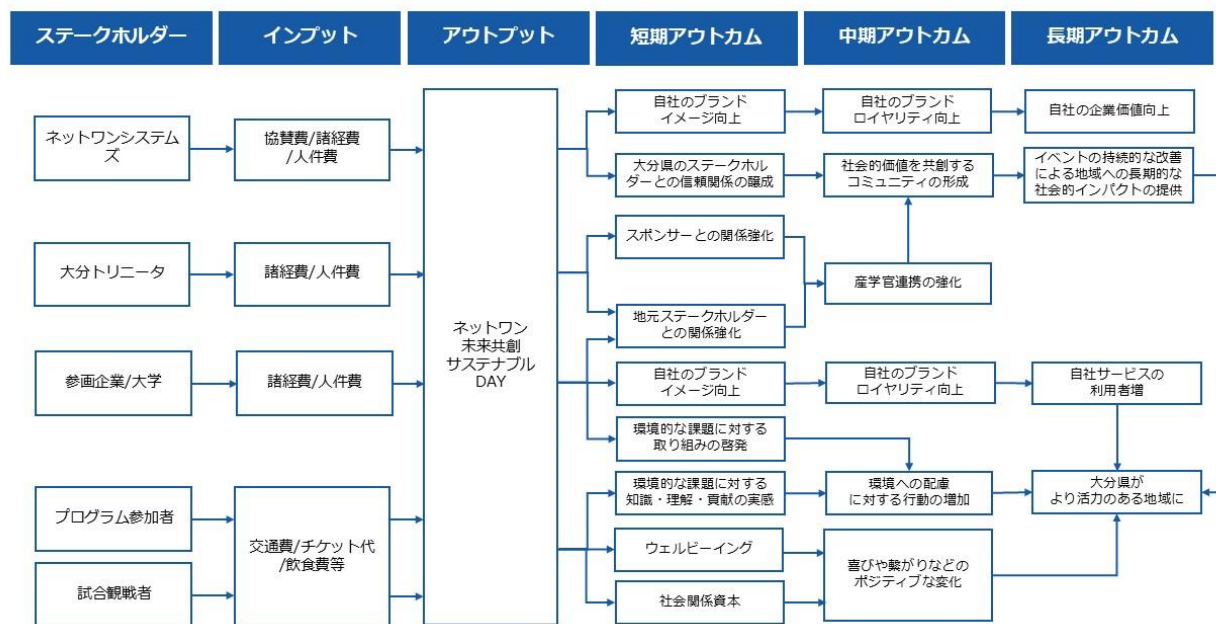 ステークホルダー
インプット
アウトプット
短期アウトカム
中期アウトカム
長期アウトカム
ネットワンシステム
ズ
協賛費/諸経費
/人件費
大分トリニータ
諸経費/人件費
参画企業/大学
諸経費/人件費
プログラム参加者
試合観戦者
交通費/チケット代
/飲食費等
ネットワン
未来共創
サステナブル
DAY
自社のブランド
イメージ向上
自社のブランド
ロイヤリティ向上
自社の企業価値向上
大分県のステークホル
ダーとの信頼関係の醸成
社会的価値を共創する
コミュニティの形成
イベントの持続的な改善
による地域への長期的な
社会的インパクトの提供
スポンサーとの関係強化
産学官連携の強化
地元ステークホルダー
との関係強化
自社のブランド
イメージ向上
自社のブランド
ロイヤリティ向上
自社サービスの
利用者増
環境的な課題に対する
取り組みの啓発
環境的な課題に対する
知識・理解・貢献の実感
環境への配慮
に対する行動の増加
大分県が
より活力のある地域に
ウェルビーイング
喜びや繋がりなどの
ポジティブな変化
社会関係資本